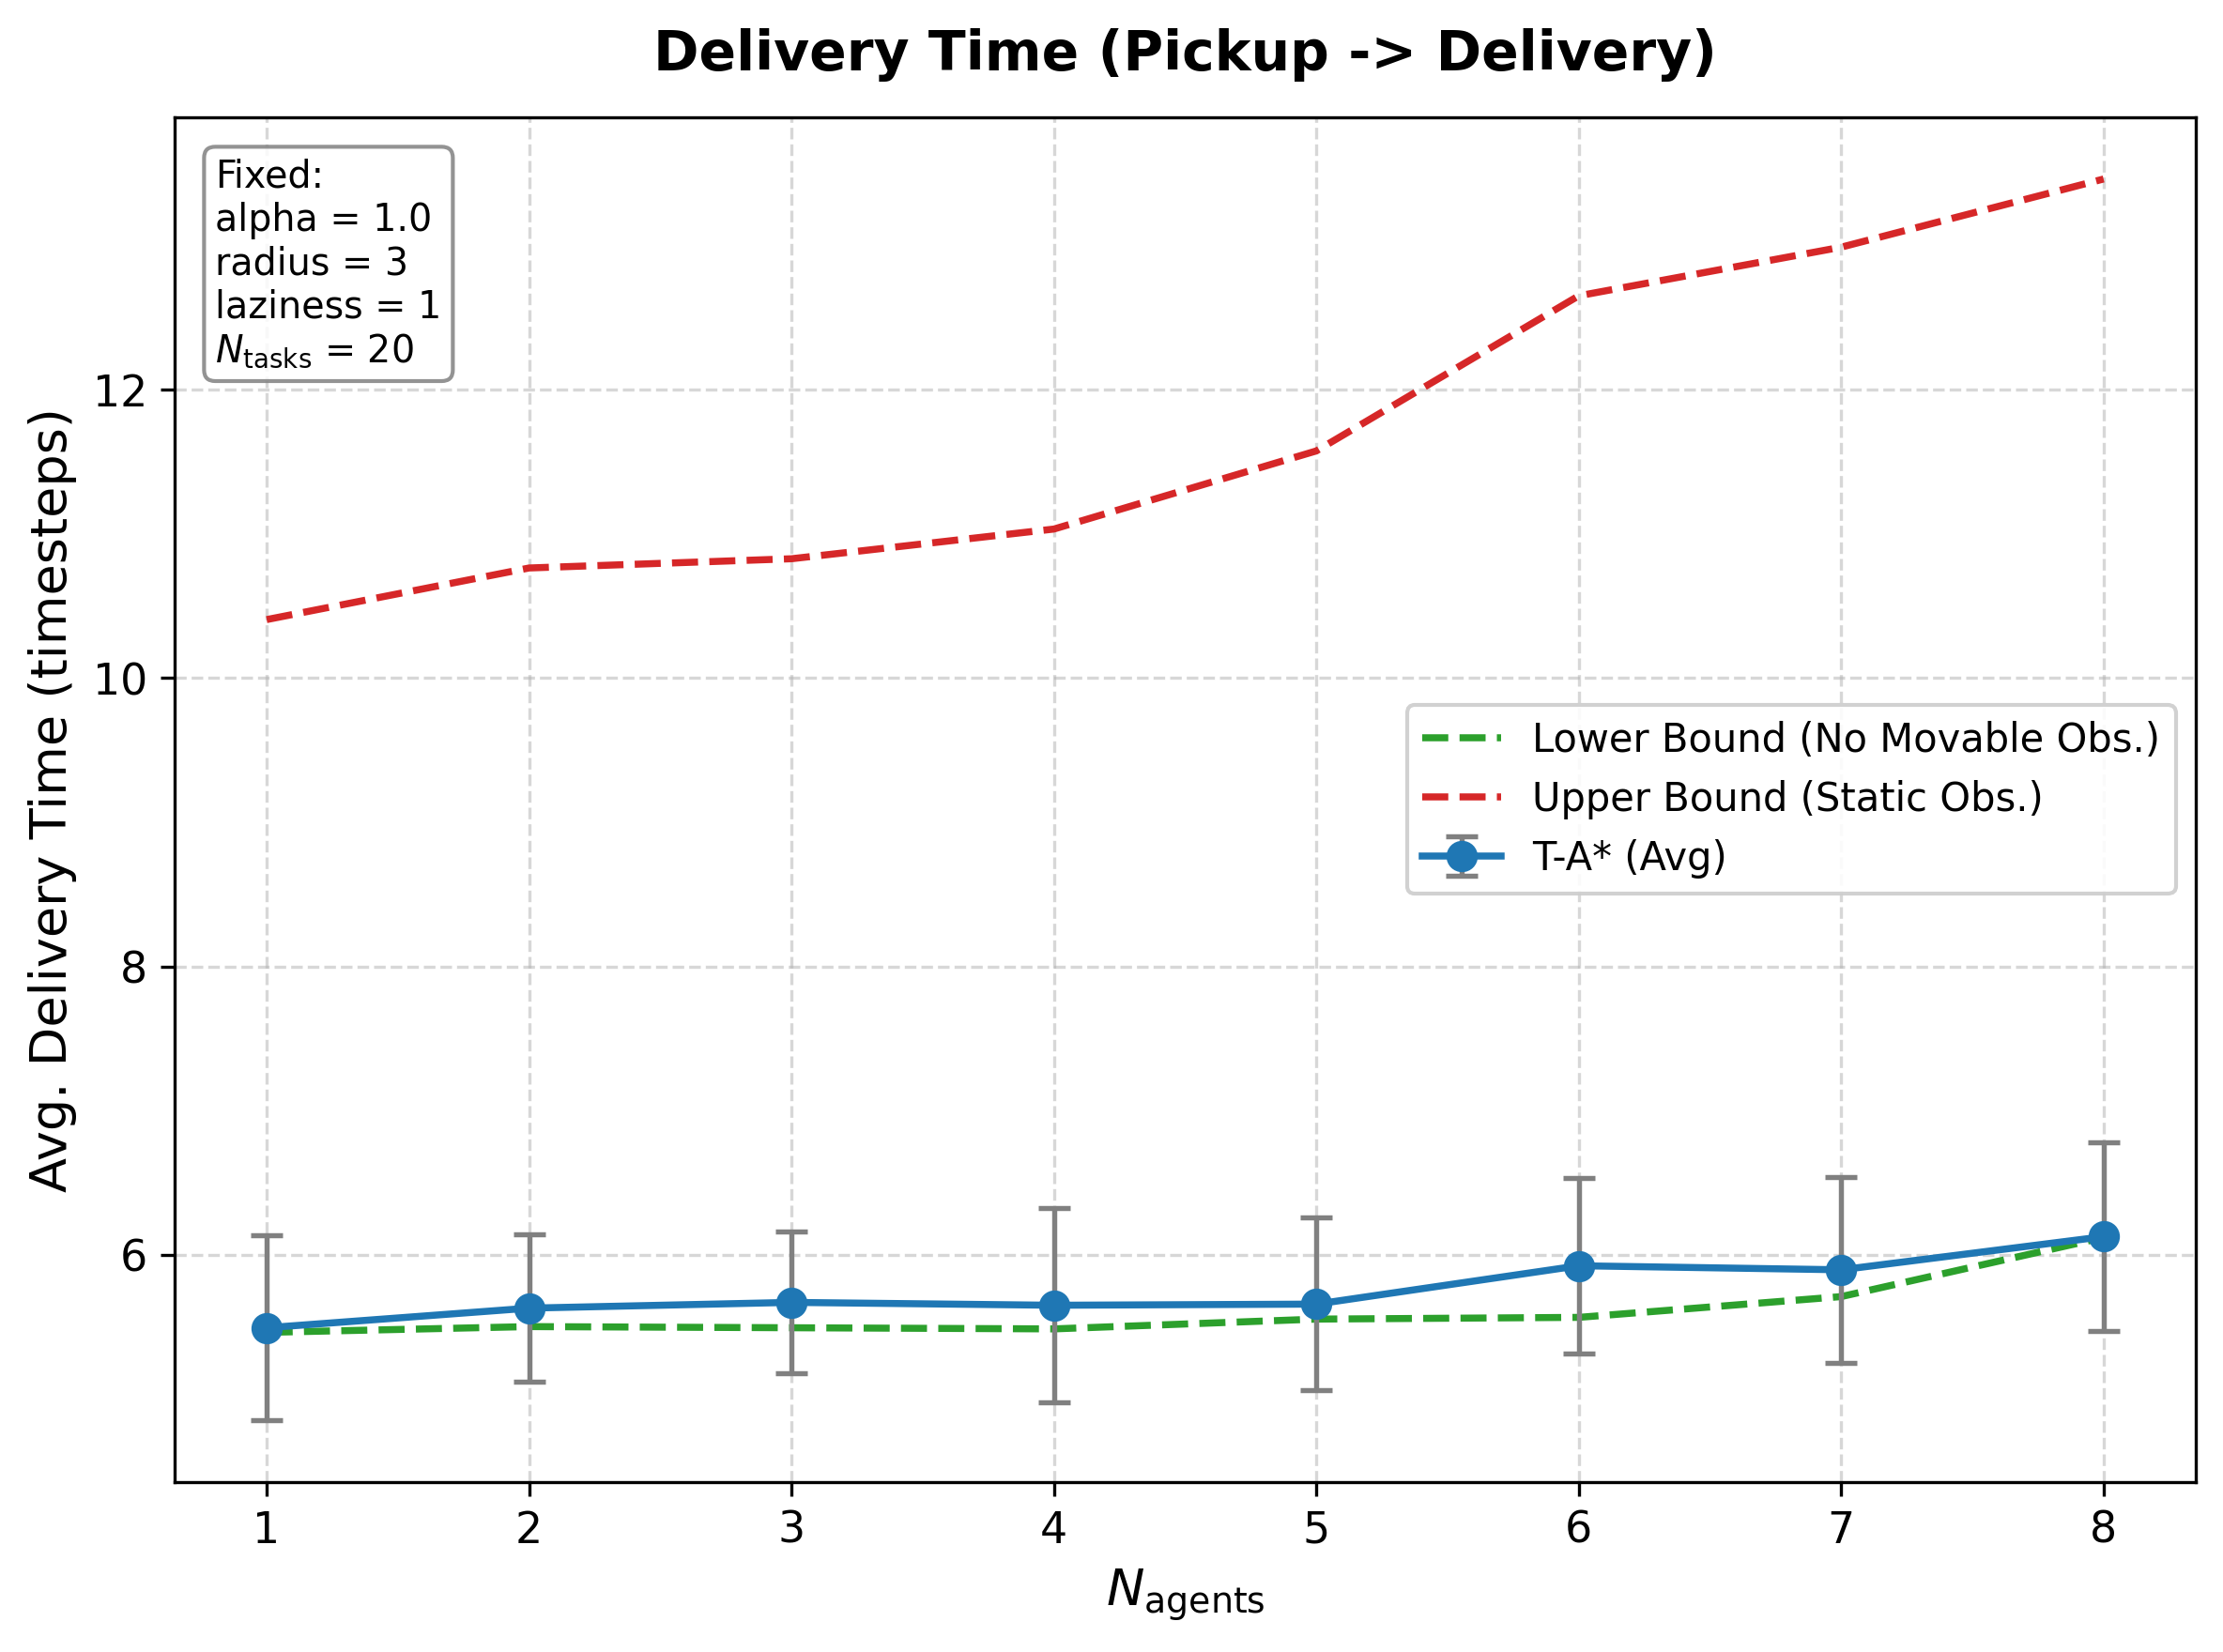 Delivery Time (Pickup -> Delivery)
Fixed:
alpha = 1.0
radius = 3
laziness = 1
N_tasks = 20
Avg. Delivery Time (timesteps)
12
10
8
6
Lower Bound (No Movable Obs.)
Upper Bound (Static Obs.)
T-A* (Avg)
1 2 3 4 5 6 7 8
N_agents